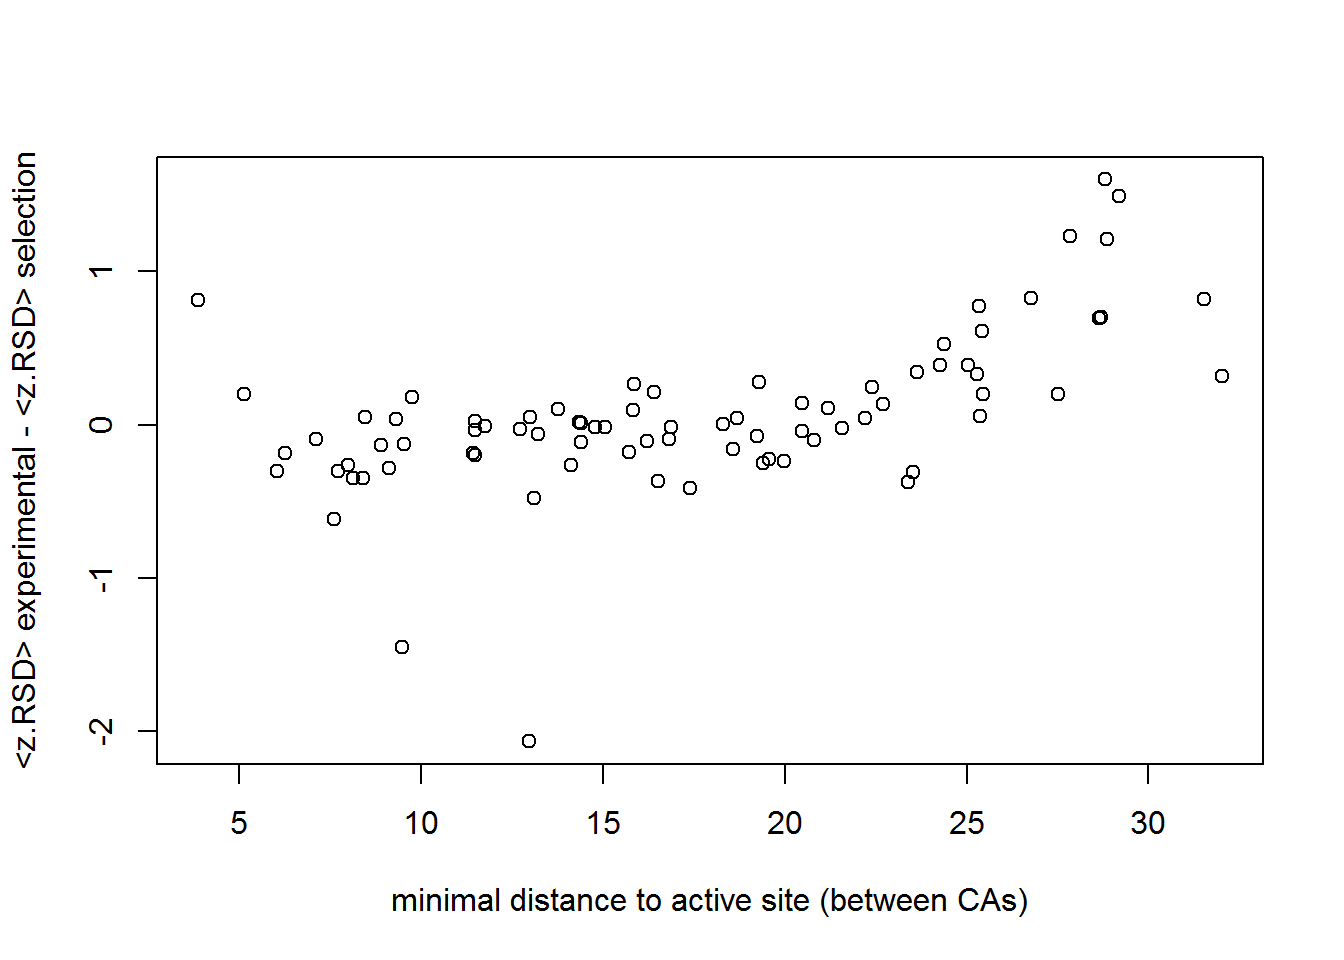 <z.RSD> experimental - <z.RSD> selection
1
0
-1
-2
5 10 15 20 25 30
minimal distance to active site (between CAs)